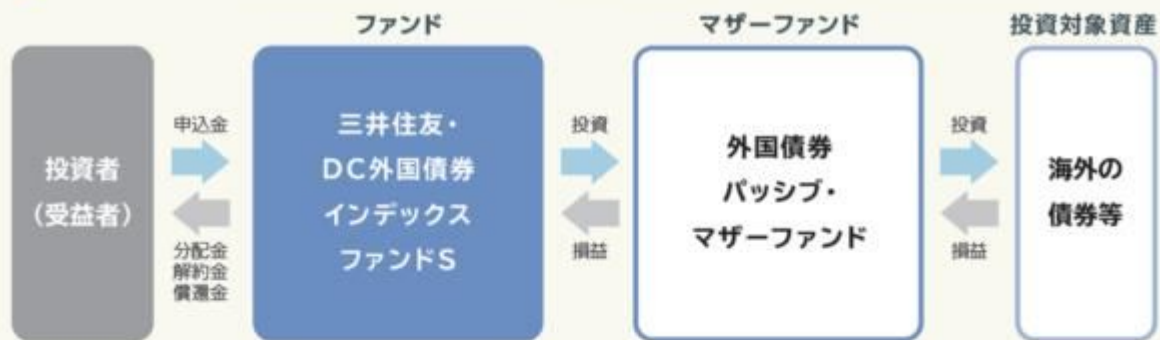 ファンド
マザーファンド
投資対象資産
投資者
（受益者）
申込金
分配金
解約金
償還金
三井住友・
DC外国債券
インデックス
ファンドS
投資
損益
外国債券
パッシブ・
マザーファンド
投資
損益
海外の
債券等